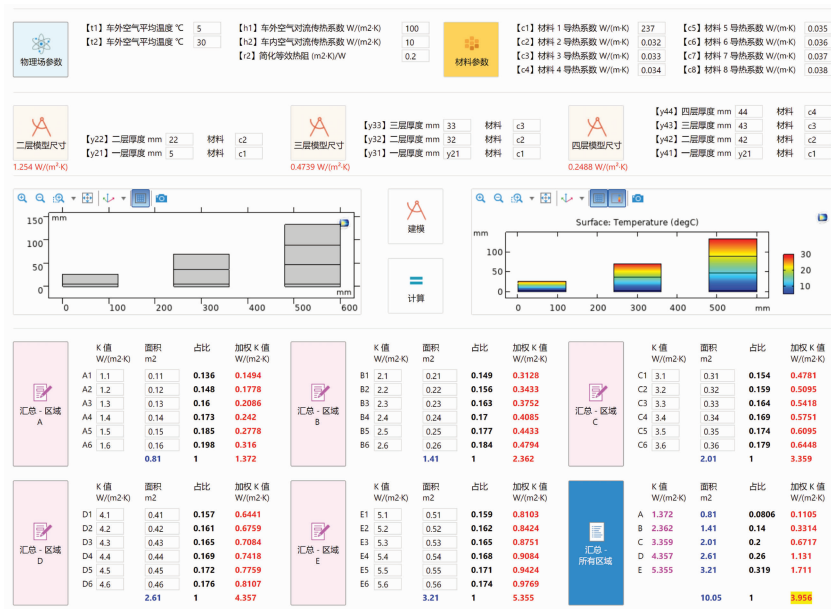 【t1】车外空气平均温度 ℃ 5 【h1】车外空气对流传热系数 W/(m2·K) 100 【c1】材料 1 导热系数 W/(m·K) 237 【c5】材料 5 导热系数 W/(m·K) 0.035
【t2】车外空气平均温度 ℃ 30 【h2】车内空气对流传热系数 W/(m2·K) 10 【c2】材料 2 导热系数 W/(m·K) 0.032 【c6】材料 6 导热系数 W/(m·K) 0.036
【r2】简化等效热阻 (m2·K)/W 0.2 【c3】材料 3 导热系数 W/(m·K) 0.033 【c7】材料 7 导热系数 W/(m·K) 0.037
物理场参数 材料参数 【c4】材料 4 导热系数 W/(m·K) 0.034 【c8】材料 8 导热系数 W/(m·K) 0.038
【y44】四层厚度 mm 44 材料 c4
【y33】三层厚度 mm 33 材料 c3 【y43】三层厚度 mm 43 材料 c3
【y22】二层厚度 mm 22 材料 c2 【y32】二层厚度 mm 32 材料 c2 【y42】二层厚度 mm 42 材料 c2
二层模型尺寸 【y21】一层厚度 mm 5 材料 c1 三层模型尺寸 【y31】一层厚度 mm y21 材料 c1 四层模型尺寸 【y41】一层厚度 mm y21 材料 c1
1.254 W/(m²·K) 0.4739 W/(m²·K) 0.2488 W/(m²·K)
mm
150
100
50
0
mm
0 100 200 300 400 500 600
建模
计算
Surface: Temperature (degC)
mm
100
50
0
mm
0 100 200 300 400 500
30
20
10
K 值 面积 占比 加权 K 值
W/(m2·K) m2 W/(m2·K)
A1 1.1 0.11 0.136 0.1494
A2 1.2 0.12 0.148 0.1778
A3 1.3 0.13 0.16 0.2086
A4 1.4 0.14 0.173 0.242
A5 1.5 0.15 0.185 0.2778
A6 1.6 0.16 0.198 0.316
0.81 1 1.372
汇总 - 区域
A
K 值 面积 占比 加权 K 值
W/(m2·K) m2 W/(m2·K)
B1 2.1 0.21 0.149 0.3128
B2 2.2 0.22 0.156 0.3433
B3 2.3 0.23 0.163 0.3752
B4 2.4 0.24 0.17 0.4085
B5 2.5 0.25 0.177 0.4433
B6 2.6 0.26 0.184 0.4794
1.41 1 2.362
汇总 - 区域
B
K 值 面积 占比 加权 K 值
W/(m2·K) m2 W/(m2·K)
C1 3.1 0.31 0.154 0.4781
C2 3.2 0.32 0.159 0.5095
C3 3.3 0.33 0.164 0.5418
C4 3.4 0.34 0.169 0.5751
C5 3.5 0.35 0.174 0.6095
C6 3.6 0.36 0.179 0.6448
2.01 1 3.359
汇总 - 区域
C
K 值 面积 占比 加权 K 值
W/(m2·K) m2 W/(m2·K)
D1 4.1 0.41 0.157 0.6441
D2 4.2 0.42 0.161 0.6759
D3 4.3 0.43 0.165 0.7084
D4 4.4 0.44 0.169 0.7418
D5 4.5 0.45 0.172 0.7759
D6 4.6 0.46 0.176 0.8107
2.61 1 4.357
汇总 - 区域
D
K 值 面积 占比 加权 K 值
W/(m2·K) m2 W/(m2·K)
E1 5.1 0.51 0.159 0.8103
E2 5.2 0.52 0.162 0.8424
E3 5.3 0.53 0.165 0.8751
E4 5.4 0.54 0.168 0.9084
E5 5.5 0.55 0.171 0.9424
E6 5.6 0.56 0.174 0.9769
3.21 1 5.355
汇总 - 区域
E
K 值 面积 占比 加权 K 值
W/(m2·K) m2 W/(m2·K)
A 1.372 0.81 0.0806 0.1105
B 2.362 1.41 0.14 0.3314
C 3.359 2.01 0.2 0.6717
D 4.357 2.61 0.26 1.131
E 5.355 3.21 0.319 1.711
10.05 1 3.956
汇总 -
所有区域